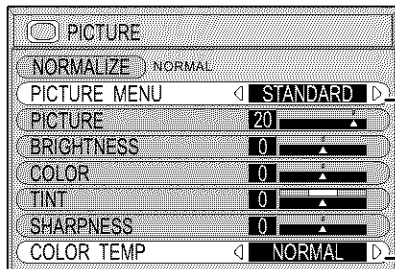 PICTURE
NORMALIZE NORMAL
PICTURE MENU STANDARD
PICTURE 20
BRIGHTNESS 0
COLOR 0
TINT 0
SHARPNESS 0
COLOR TEMP NORMAL